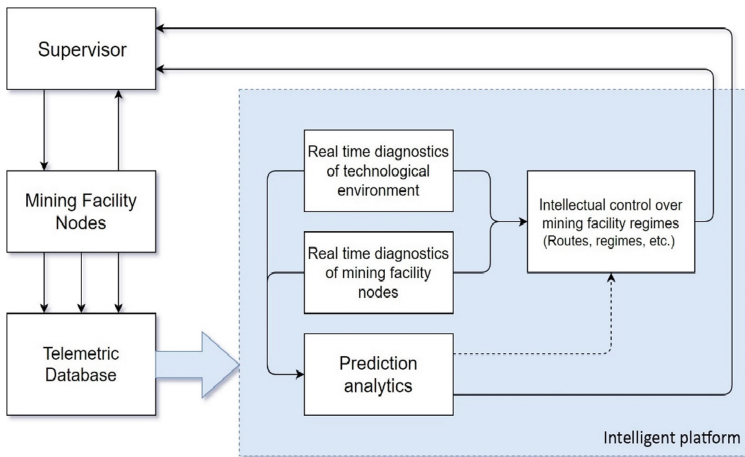 Supervisor
Mining Facility
Nodes
Telemetric
Database
Real time diagnostics
of technological
environment
Real time diagnostics
of mining facility
nodes
Prediction
analytics
Intellectual control over
mining facility regimes
(Routes, regimes, etc.)
Intelligent platform